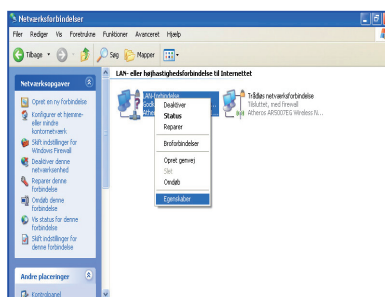 Netværksforbindelser
Filer Rediger Vis Foretrukne Funktioner Avanceret Hjælp
Tilbage Søg Mapper
LAN- eller højhastighedsforbindelse til Internettet
Netværksopgaver
Opret en ny forbindelse
Konfigurer et hjemme-
eller mindre
kontornetværk
Skift indstillinger for
Windows Firewall
Deaktiver denne
netværksenhed
Reparer denne
forbindelse
Omdøb denne
forbindelse
Vis status for denne
forbindelse
Skift indstillinger for
denne forbindelse
Andre placeringer
Kontrolpanel
LAN-forbindelse
Deaktiver
Status
Reparer
Broforbindelser
Opret genvej
Slet
Omdøb
Egenskaber
Trådløs netværksforbindelse
Tilsluttet, med firewall
Atheros AR5007EG Wireless N...